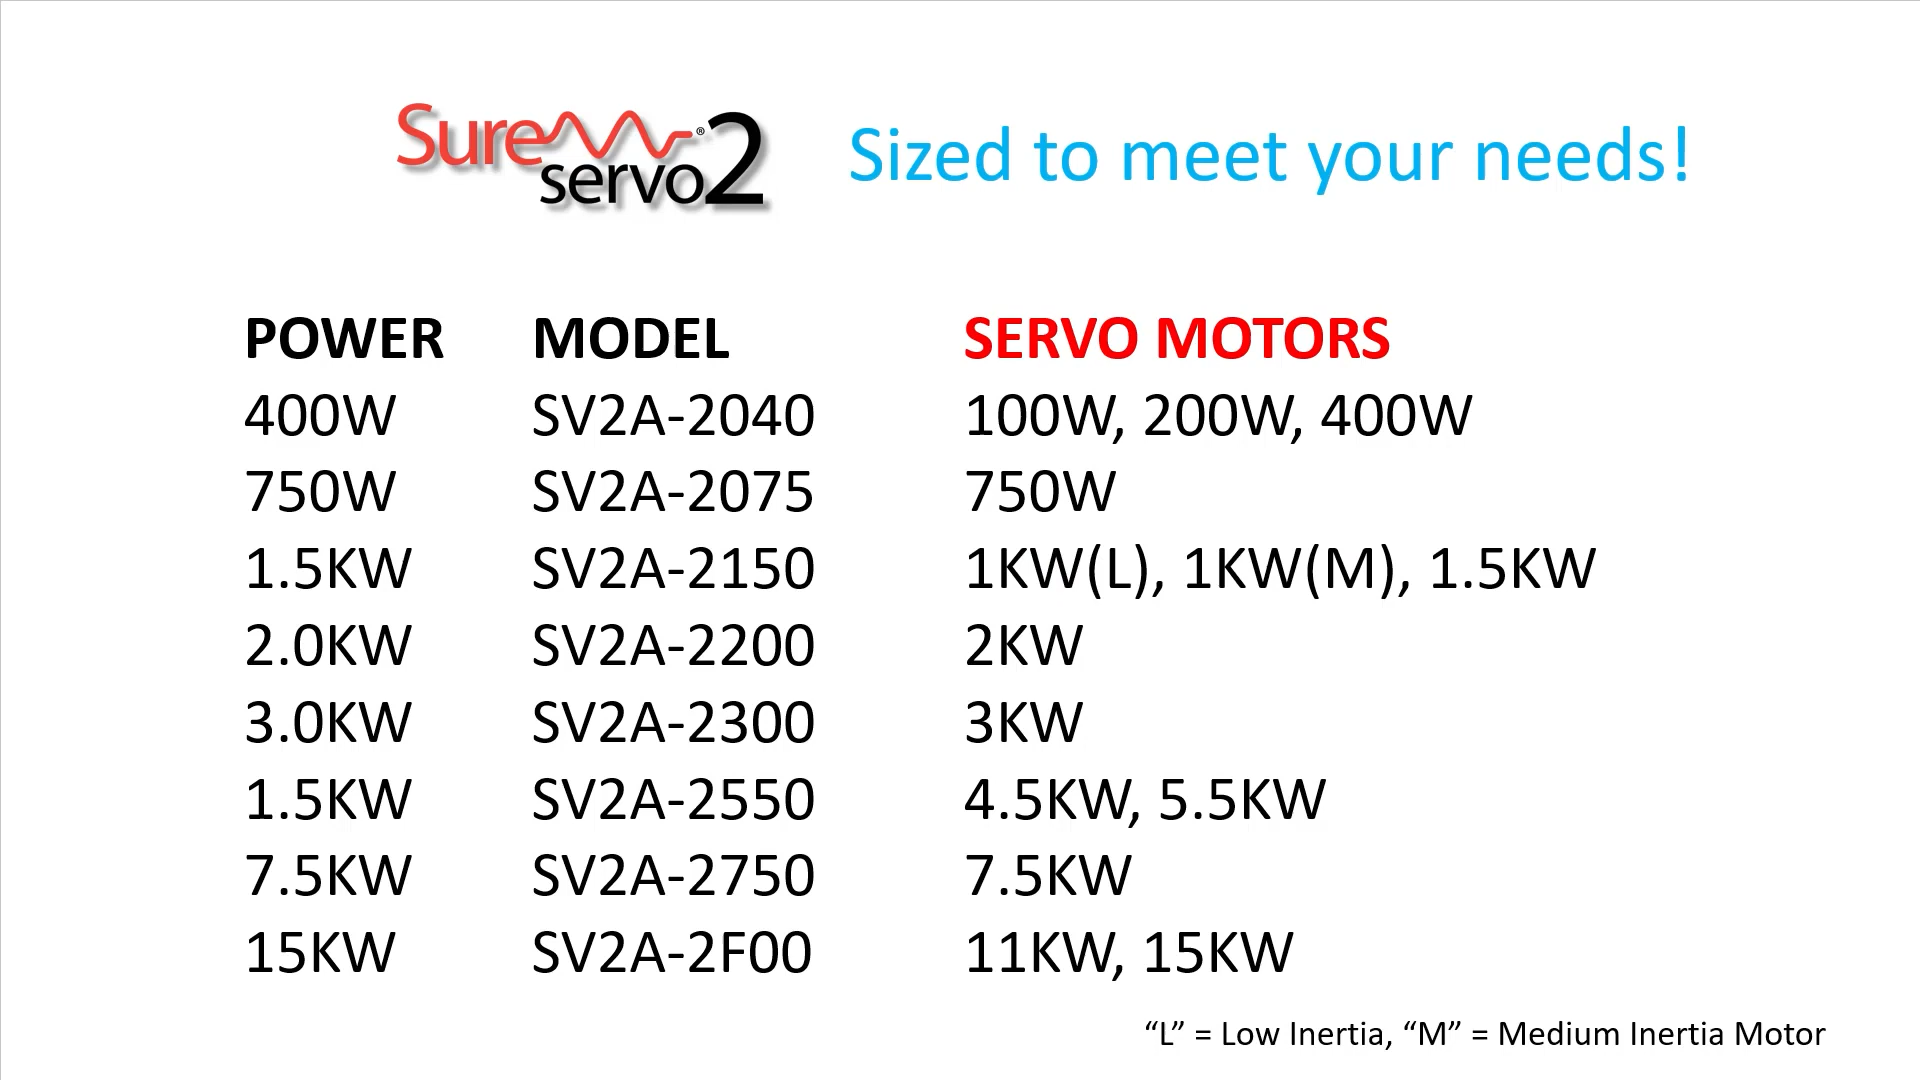 Sure servo2® Sized to meet your needs!
POWER MODEL SERVO MOTORS
400W SV2A-2040 100W, 200W, 400W
750W SV2A-2075 750W
1.5KW SV2A-2150 1KW(L), 1KW(M), 1.5KW
2.0KW SV2A-2200 2KW
3.0KW SV2A-2300 3KW
1.5KW SV2A-2550 4.5KW, 5.5KW
7.5KW SV2A-2750 7.5KW
15KW SV2A-2F00 11KW, 15KW
“L” = Low Inertia, “M” = Medium Inertia Motor